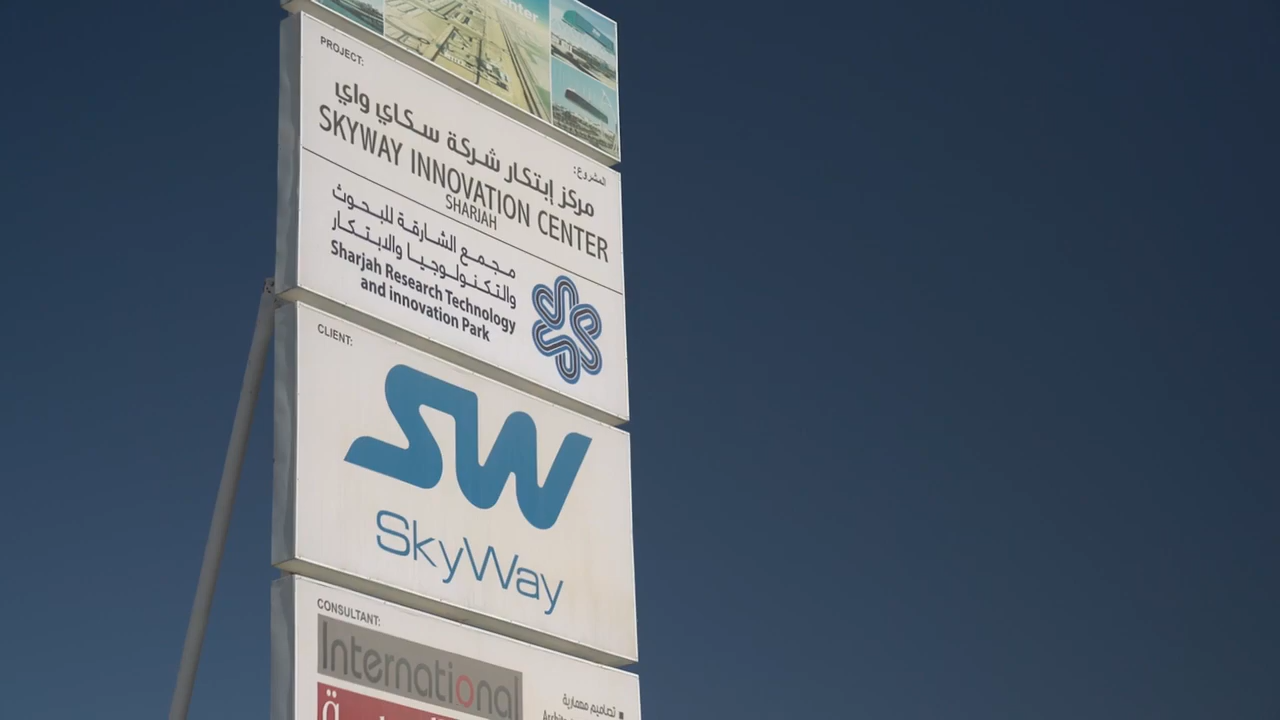 PROJECT:
المشروع:
مركز إبتكار شركة سكاي واي
SKYWAY INNOVATION CENTER
SHARJAH
مجمع الشارقة للبحوث
والتكنولوجيا والابتكار
Sharjah Research Technology
and innovation Park
CLIENT:
SW
SkyWay
CONSULTANT:
International
تصاميم معمارية